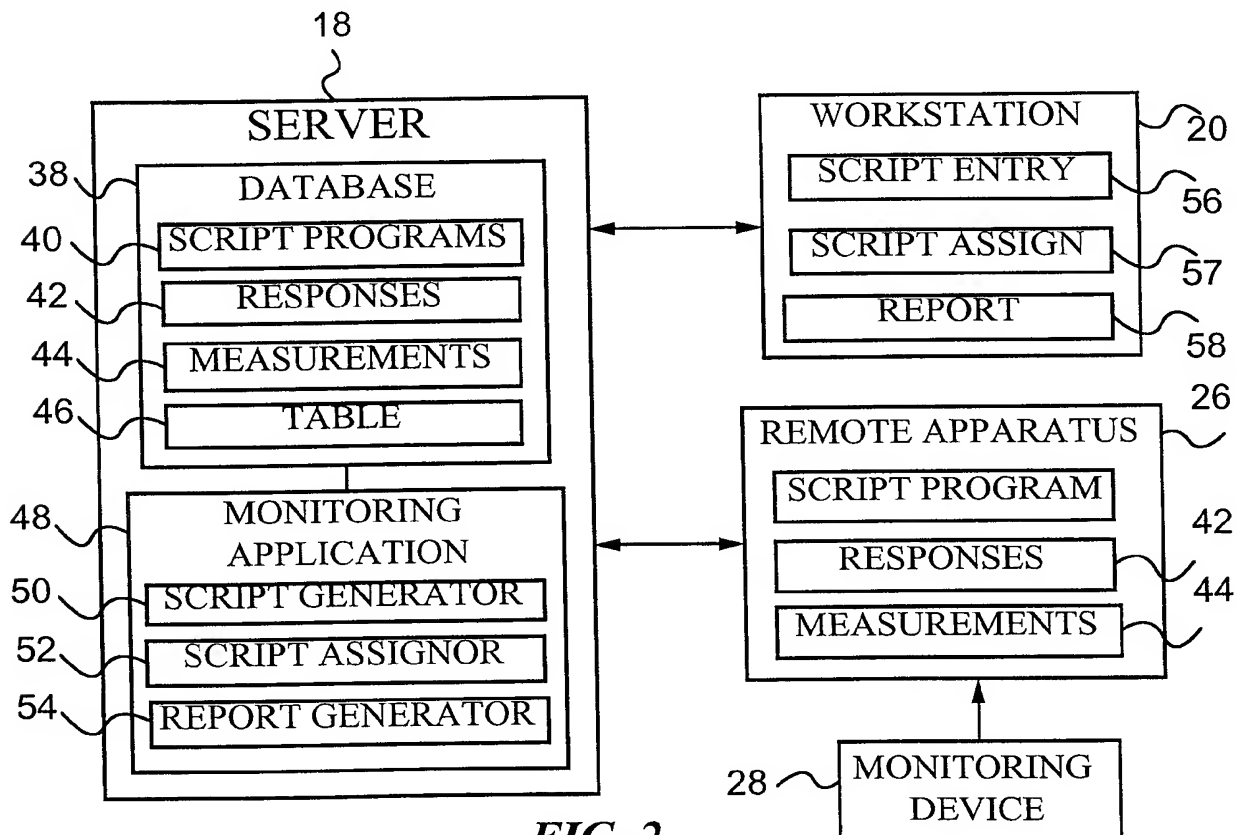 18
SERVER
38
DATABASE
40
SCRIPT PROGRAMS
42
RESPONSES
44
MEASUREMENTS
46
TABLE
48
MONITORING
APPLICATION
50
SCRIPT GENERATOR
52
SCRIPT ASSIGNOR
54
REPORT GENERATOR
WORKSTATION
20
SCRIPT ENTRY
56
SCRIPT ASSIGN
57
REPORT
58
26
REMOTE APPARATUS
SCRIPT PROGRAM
42
RESPONSES
44
MEASUREMENTS
28
MONITORING
DEVICE
FIG. 2